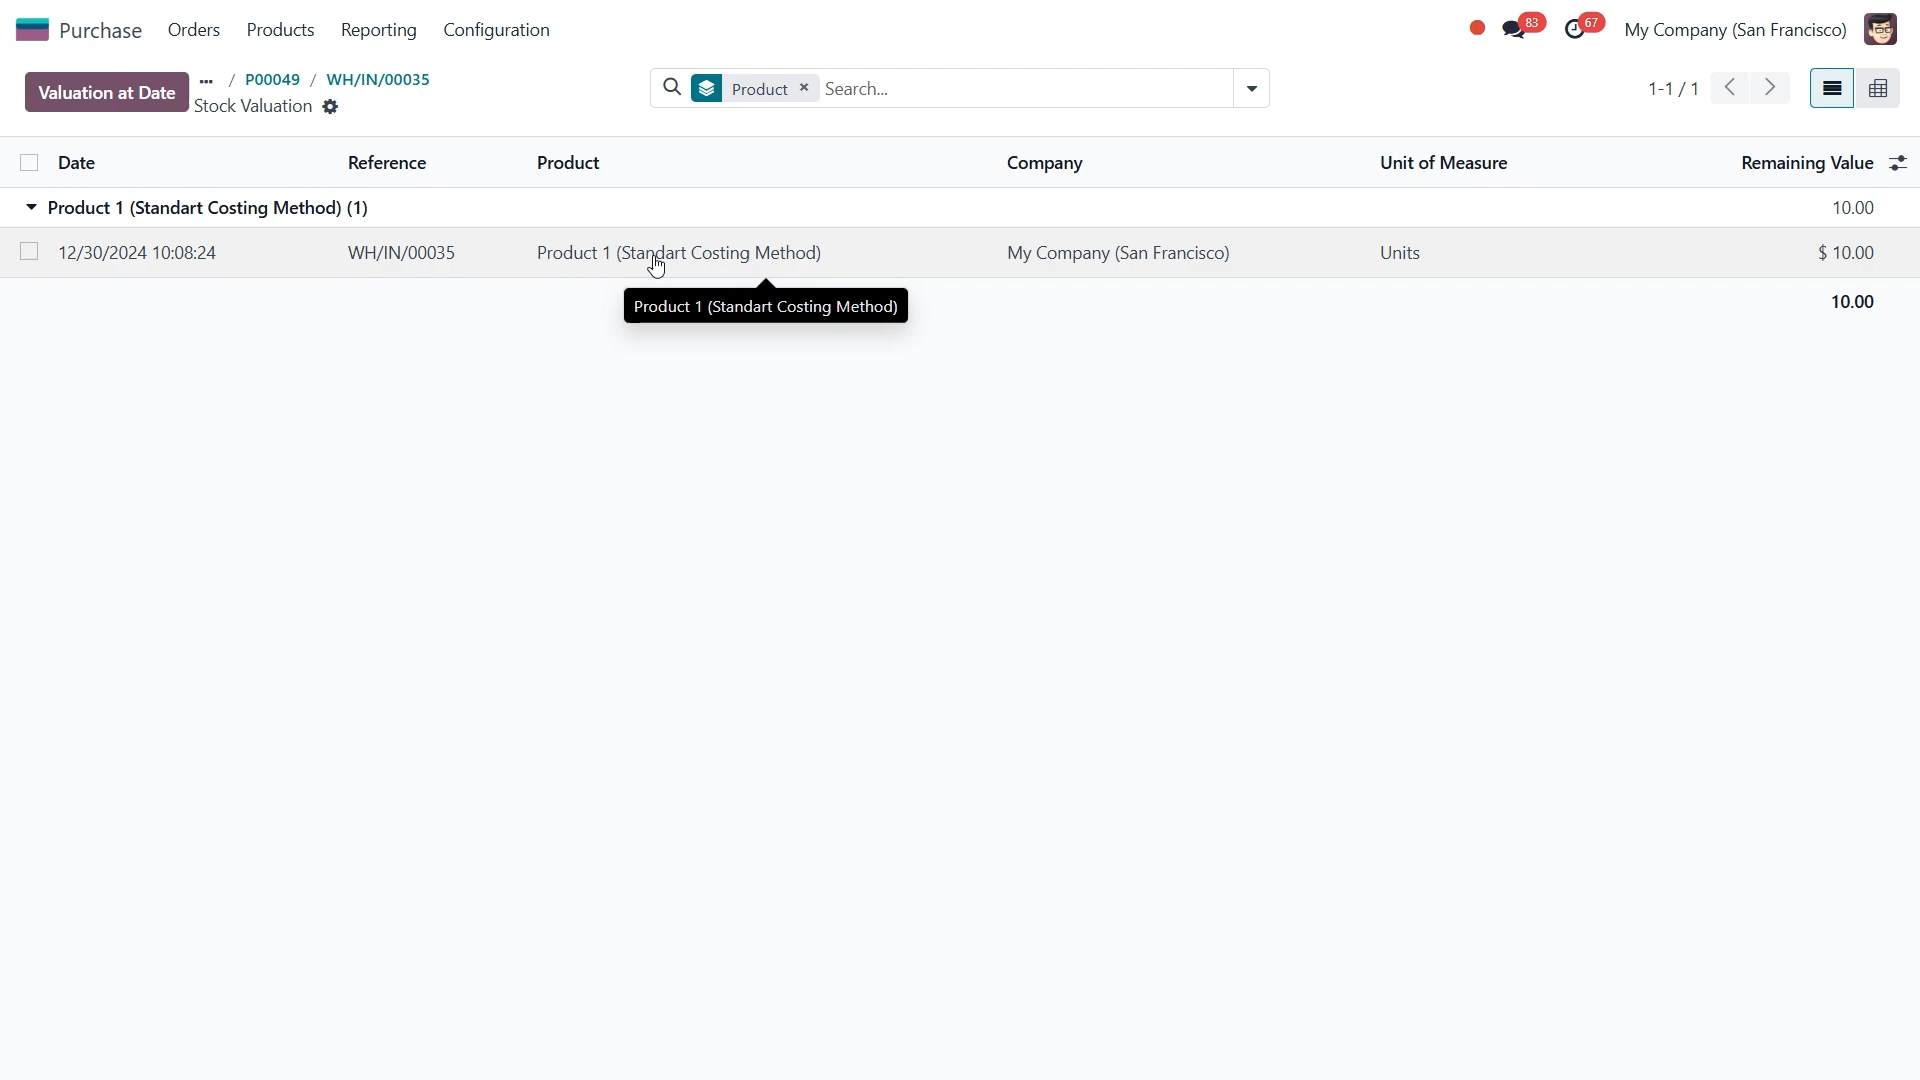 Purchase Orders Products Reporting Configuration 83 67 My Company (San Francisco)
Valuation at Date ... / P00049 / WH/IN/00035 Product × Search... 1-1 / 1
Stock Valuation
Date Reference Product Company Unit of Measure Remaining Value
Product 1 (Standart Costing Method) (1) 10.00
12/30/2024 10:08:24 WH/IN/00035 Product 1 (Standart Costing Method) My Company (San Francisco) Units $ 10.00
Product 1 (Standart Costing Method) 10.00